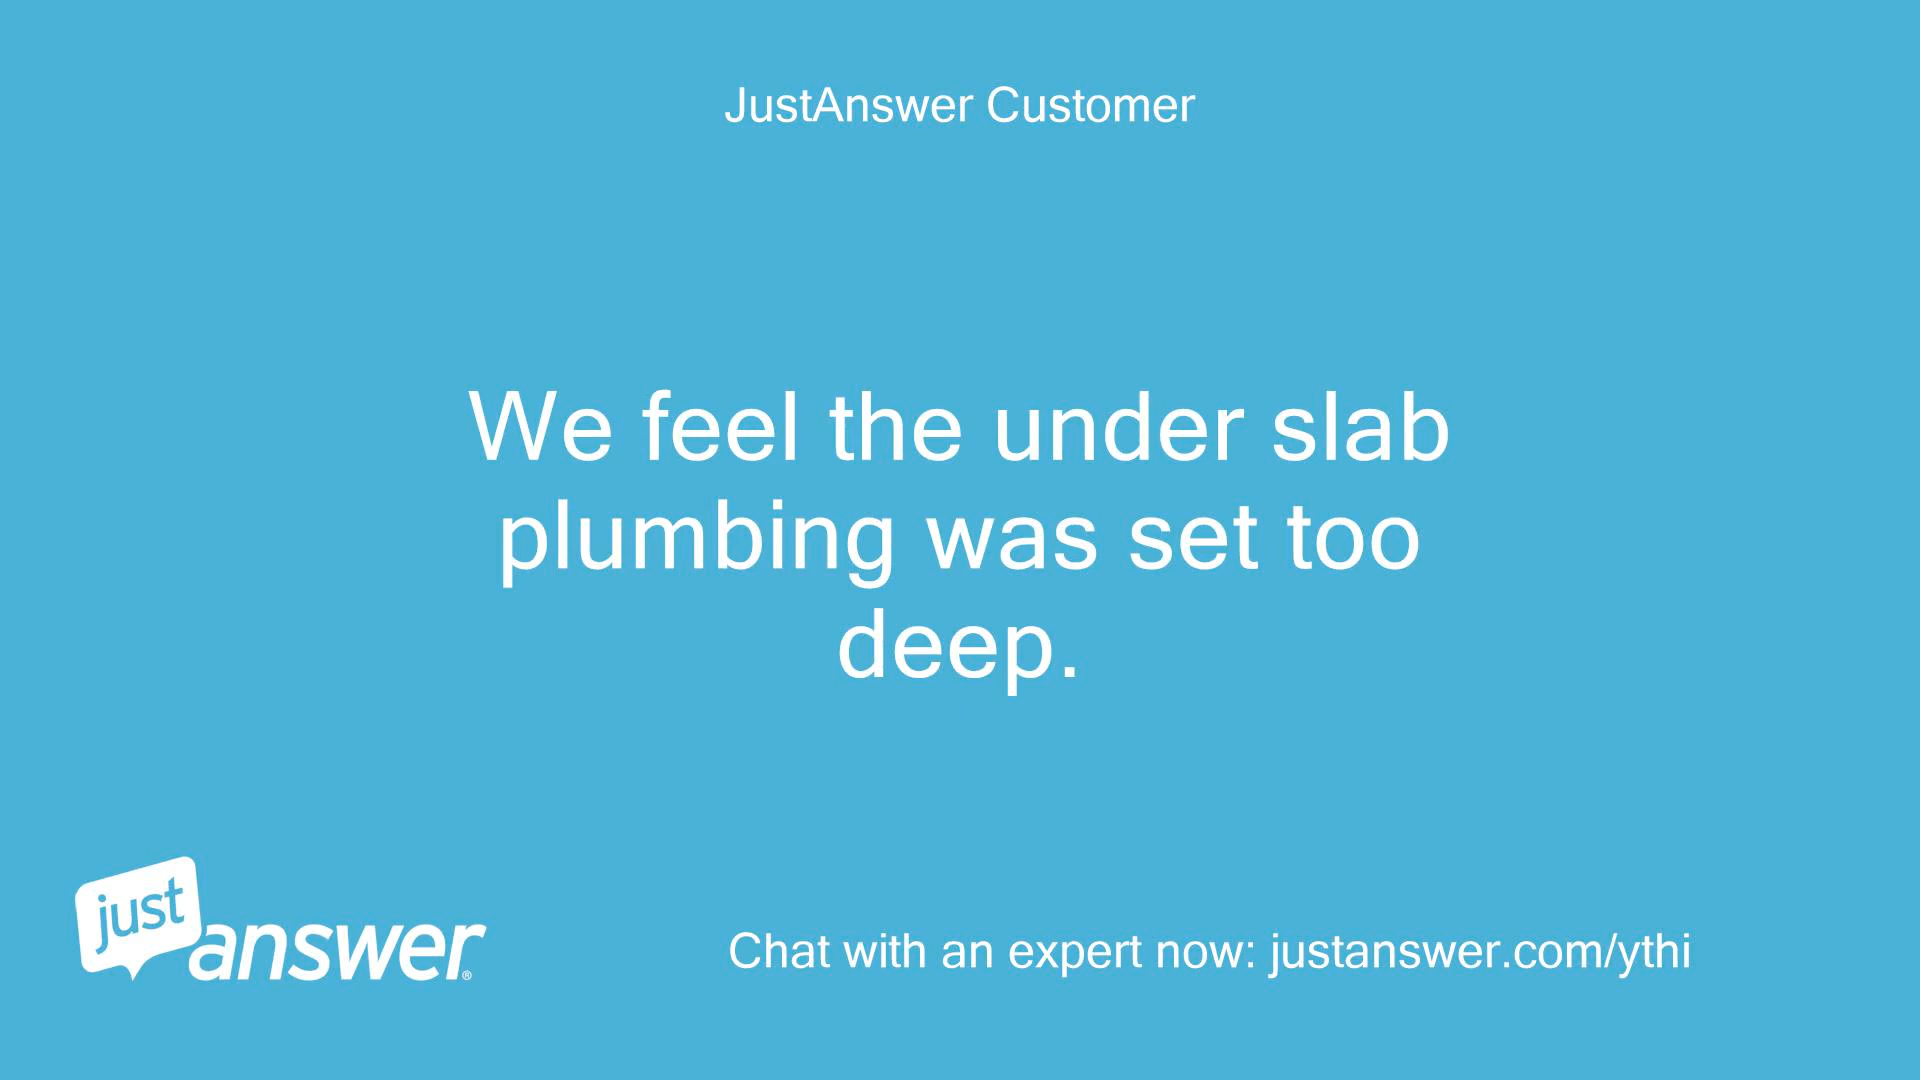 JustAnswer Customer
We feel the under slab
plumbing was set too
deep.
just
answer®
Chat with an expert now: justanswer.com/ythi